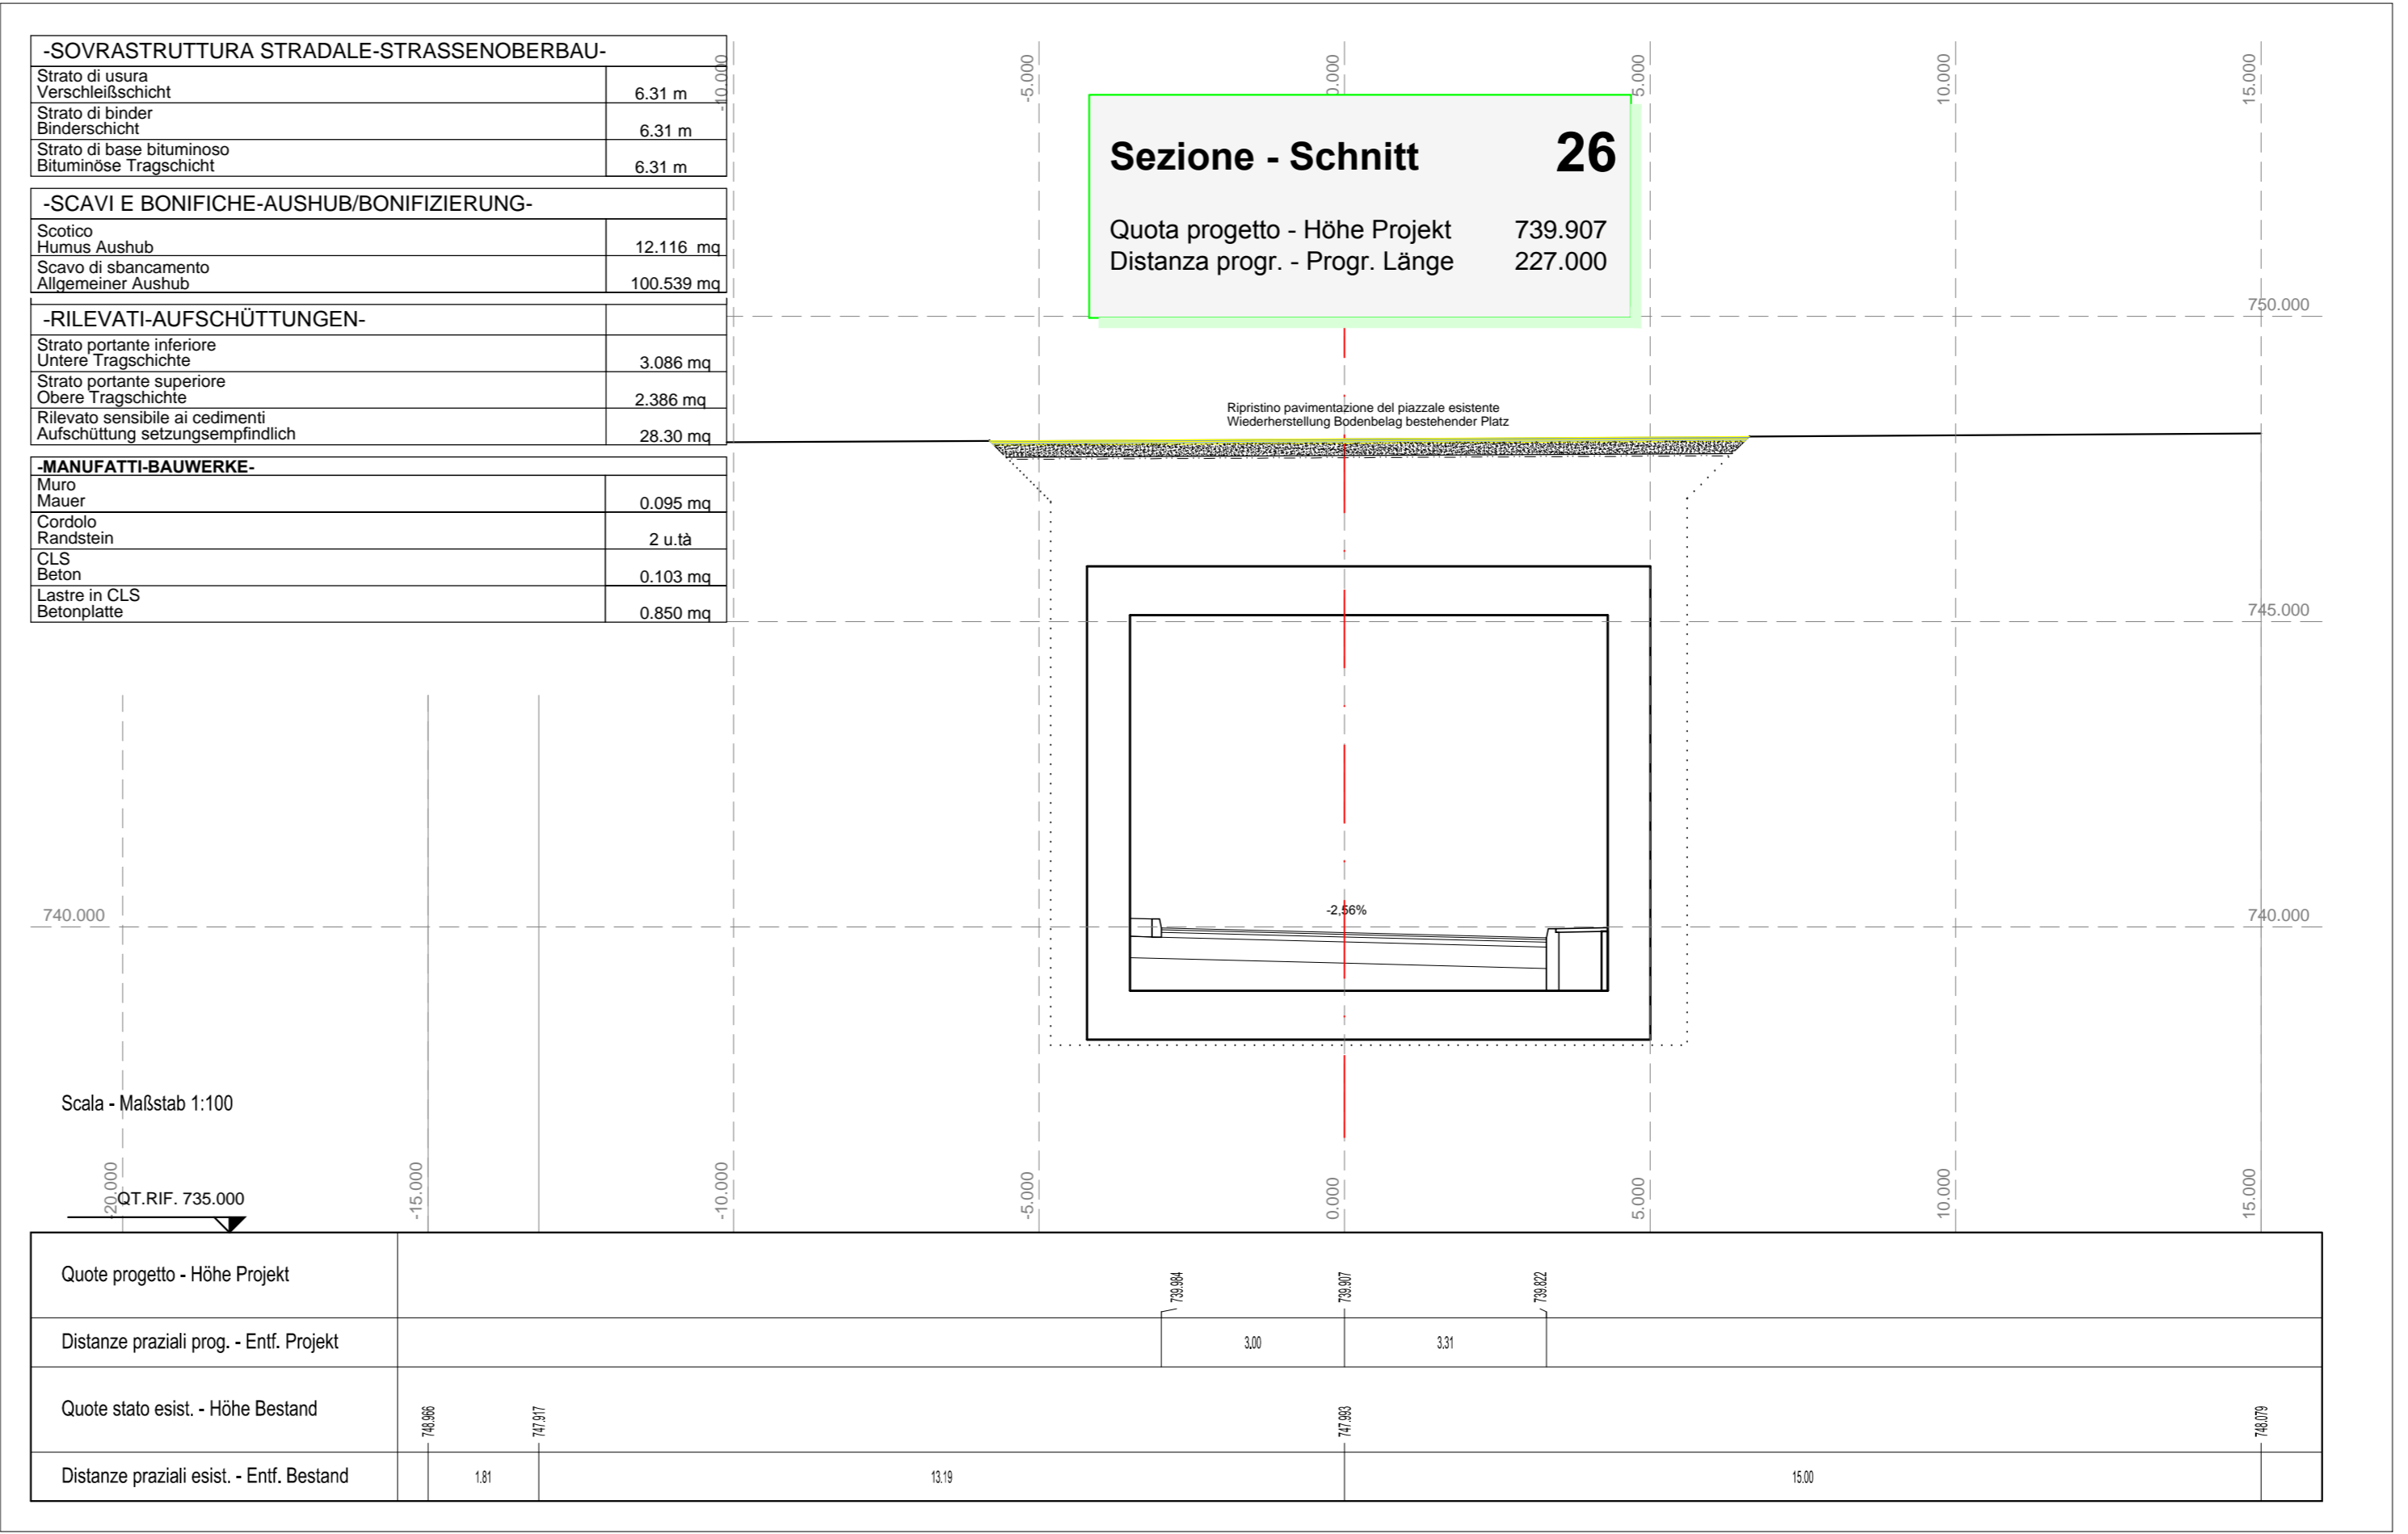 -SOVRASTRUTTURA STRADALE-STRASSENOBERBAU-
Strato di usura
Verschleißschicht 6.31 m
Strato di binder
Binderschicht 6.31 m
Strato di base bituminoso
Bituminöse Tragschicht 6.31 m
-SCAVI E BONIFICHE-AUSHUB/BONIFIZIERUNG-
Scotico
Humus Aushub 12.116 mq
Scavo di sbancamento
Allgemeiner Aushub 100.539 mq
-RILEVATI-AUFSCHÜTTUNGEN-
Strato portante inferiore
Untere Tragschichte 3.086 mq
Strato portante superiore
Obere Tragschichte 2.386 mq
Rilevato sensibile ai cedimenti
Aufschüttung setzungsempfindlich 28.30 mq
-MANUFATTI-BAUWERKE-
Muro
Mauer 0.095 mq
Cordolo
Randstein 2 u.tà
CLS
Beton 0.103 mq
Lastre in CLS
Betonplatte 0.850 mq
-10.000 -5.000 0.000 5.000 10.000 15.000
Sezione - Schnitt 26
Quota progetto - Höhe Projekt 739.907
Distanza progr. - Progr. Länge 227.000
750.000
Ripristino pavimentazione del piazzale esistente
Wiederherstellung Bodenbelag bestehender Platz
745.000
-2,56%
740.000 740.000
Scala - Maßstab 1:100
-20.000 -15.000 -10.000 -5.000 0.000 5.000 10.000 15.000
QT.RIF. 735.000
Quote progetto - Höhe Projekt 739.984 739.907 739.822
Distanze praziali prog. - Entf. Projekt 3.00 3.31
Quote stato esist. - Höhe Bestand 748.966 747.917 747.993 748.079
Distanze praziali esist. - Entf. Bestand 1.81 13.19 15.00